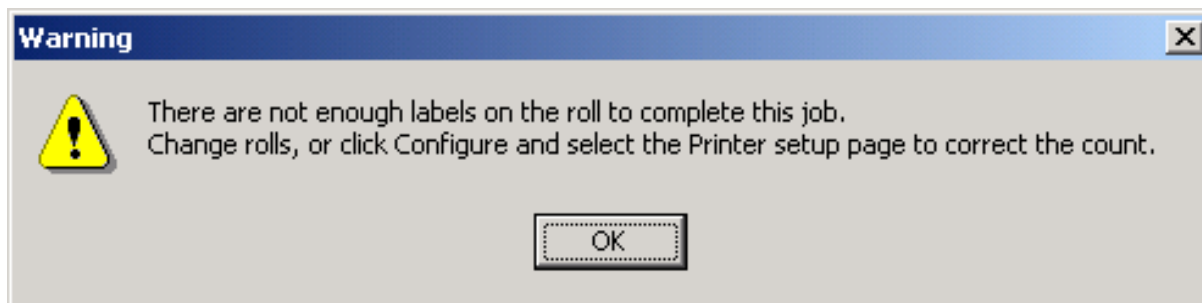 Warning
There are not enough labels on the roll to complete this job.
Change rolls, or click Configure and select the Printer setup page to correct the count.
OK